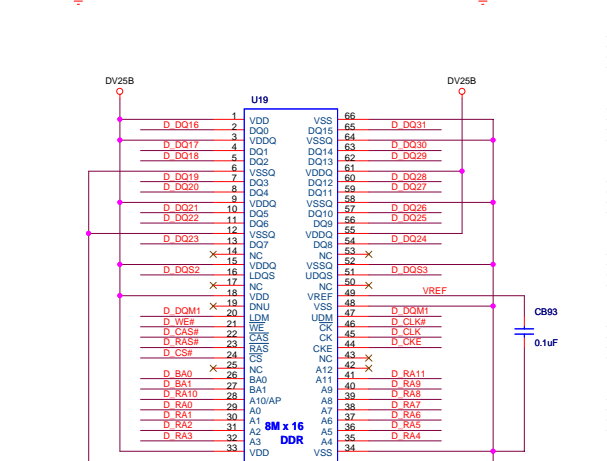 DV25B DV25B
U19
1 VDD VSS 66
D_DQ16 2 DQ0 DQ15 65 D_DQ31
3 VDDQ VSSQ 64
D_DQ17 4 DQ1 DQ14 63 D_DQ30
D_DQ18 5 DQ2 DQ13 62 D_DQ29
6 VSSQ VDDQ 61
D_DQ19 7 DQ3 DQ12 60 D_DQ28
D_DQ20 8 DQ4 DQ11 59 D_DQ27
9 VDDQ VSSQ 58
D_DQ21 10 DQ5 DQ10 57 D_DQ26
D_DQ22 11 DQ6 DQ9 56 D_DQ25
12 VSSQ VDDQ 55
D_DQ23 13 DQ7 DQ8 54 D_DQ24
14 NC NC 53
15 VDDQ VSSQ 52
D_DQS2 16 LDQS UDQS 51 D_DQS3
17 NC NC 50
18 VDD VREF 49 VREF
19 DNU VSS 48
D_DQM1 20 LDM UDM 47 D_DQM1
D_WE# 21 WE CK 46 D_CLK#
D_CAS# 22 CAS CK 45 D_CLK
D_RAS# 23 RAS CKE 44 D_CKE
D_CS# 24 CS NC 43
25 NC A12 42
D_BA0 26 BA0 A11 41 D_RA11
D_BA1 27 BA1 A9 40 D_RA9
D_RA10 28 A10/AP A8 39 D_RA8
D_RA0 29 A0 A7 38 D_RA7
D_RA1 30 A1 A6 37 D_RA6
D_RA2 31 A2 A5 36 D_RA5
D_RA3 32 A3 A4 35 D_RA4
33 VDD VSS 34
8M x 16
DDR
CB93
0.1uF